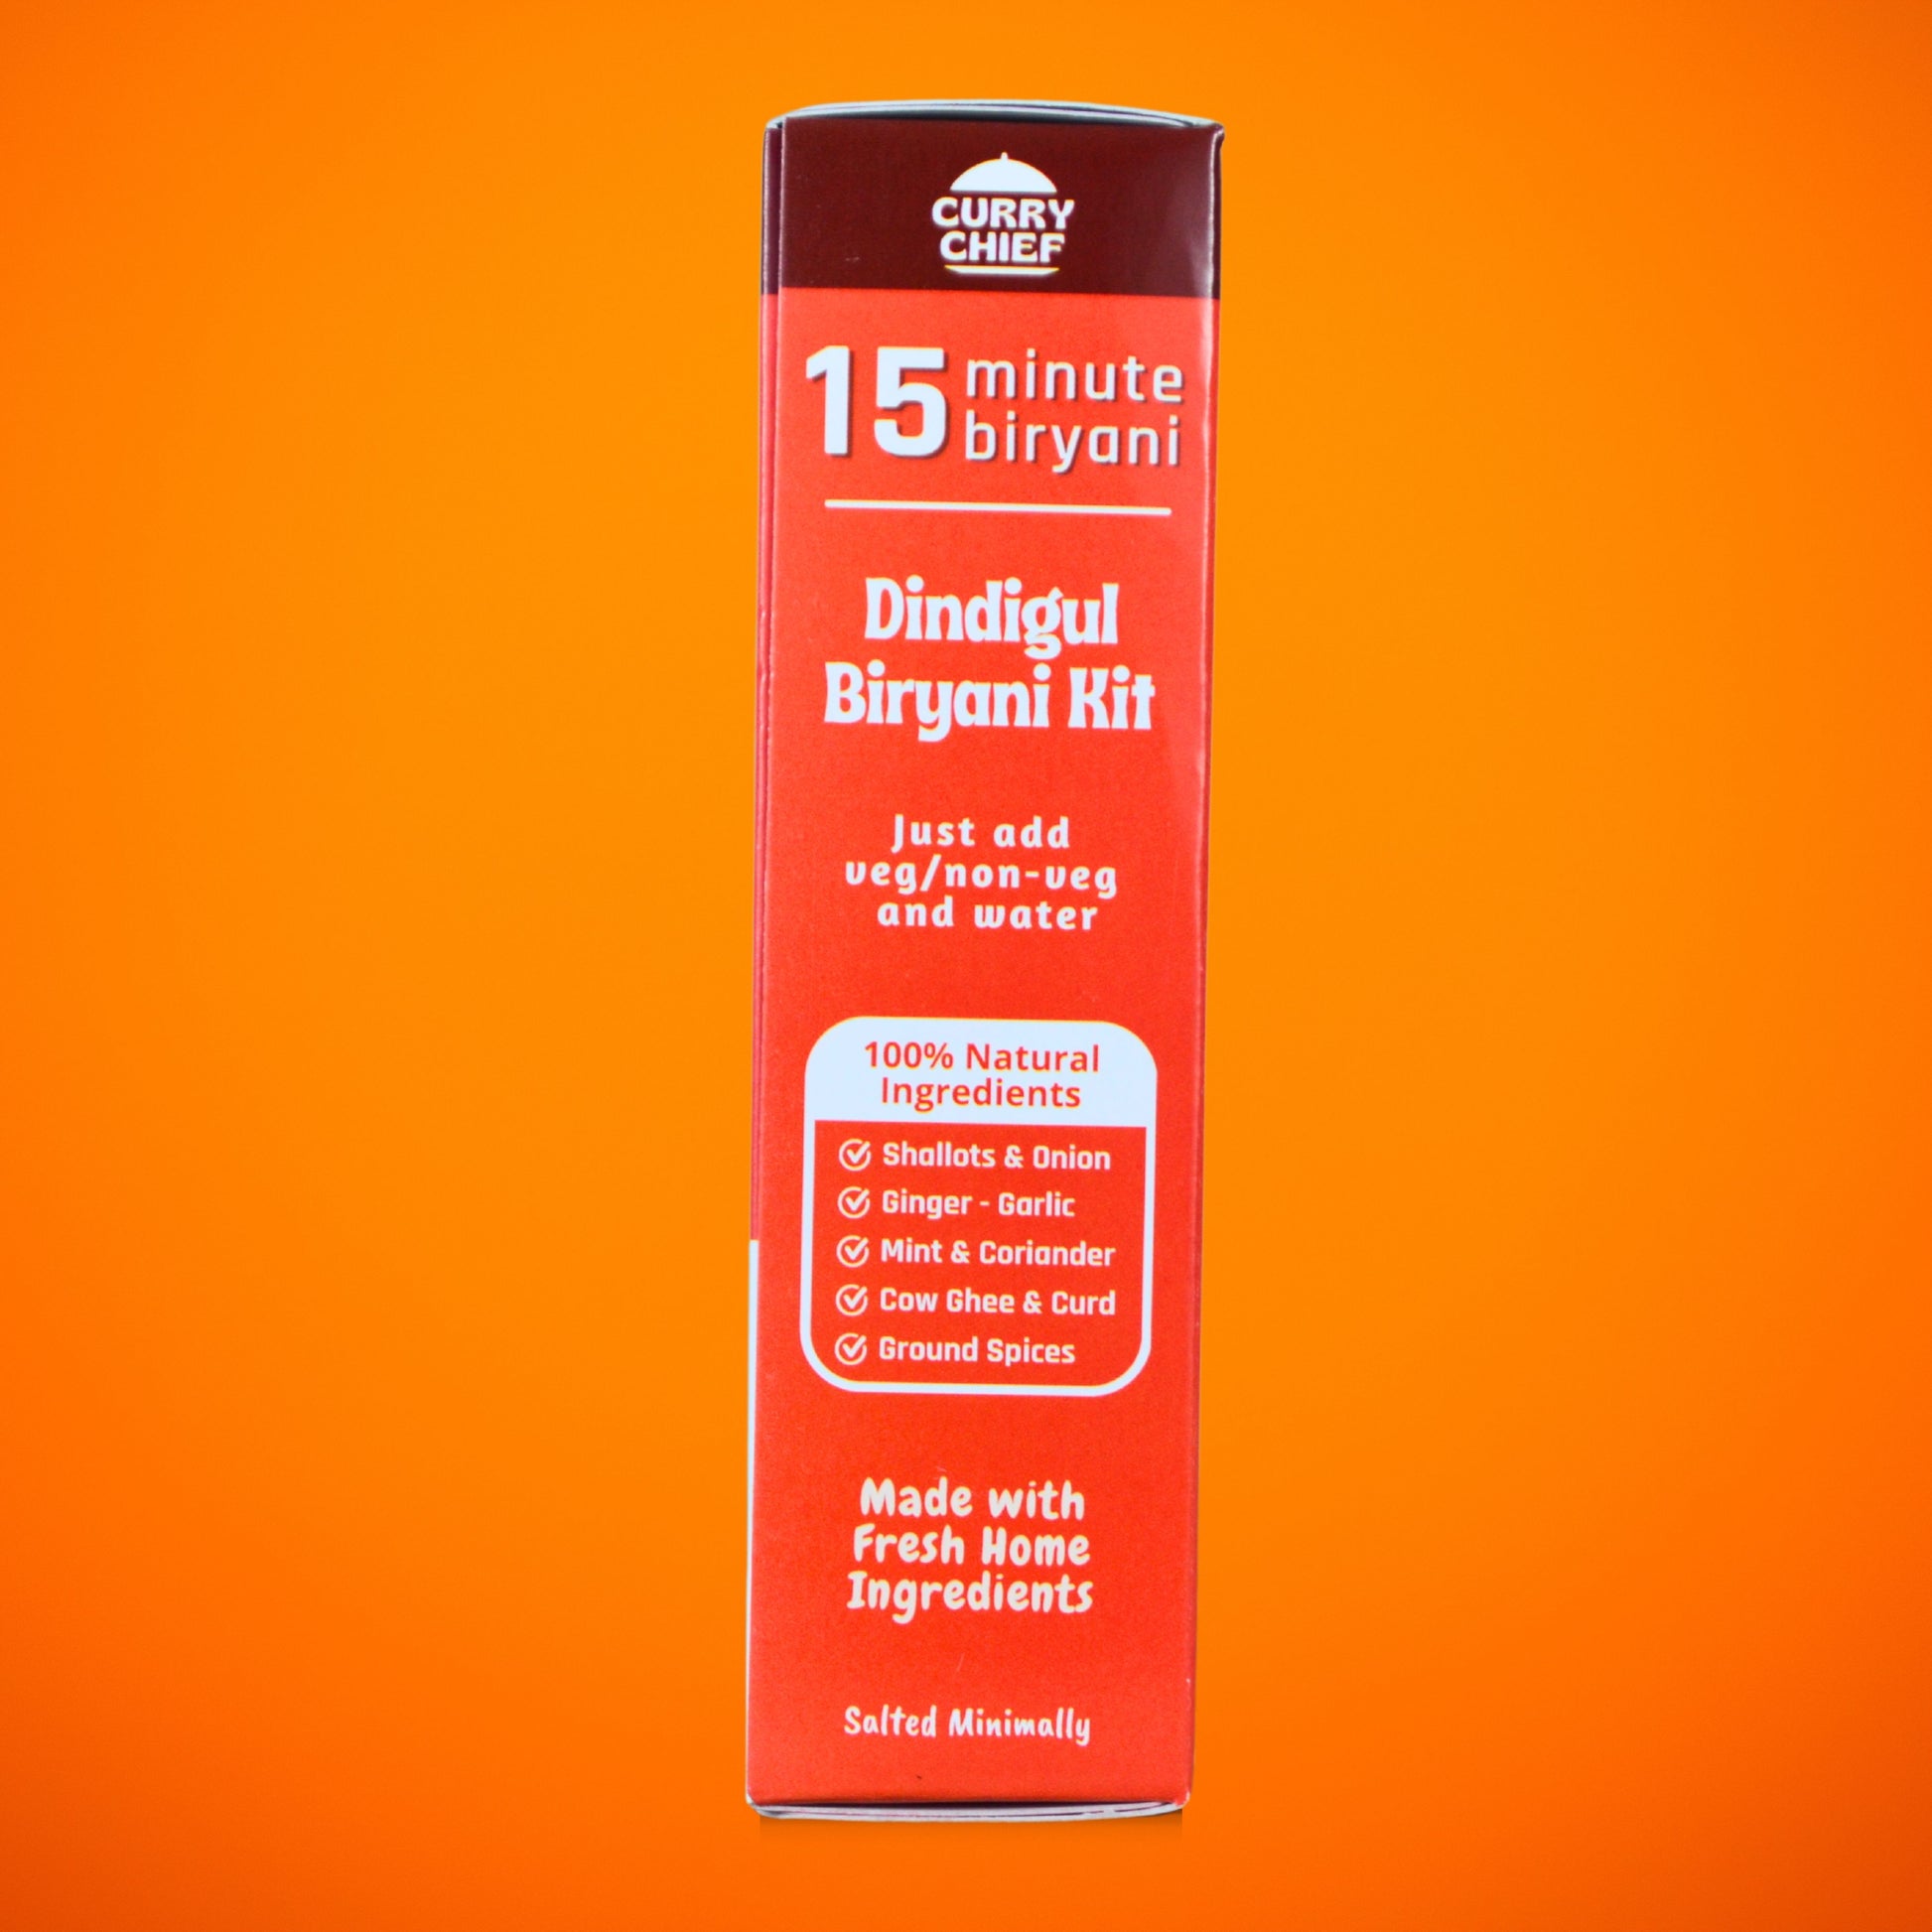 CURRY
CHIEF
15 minute
biryani
Dindigul
Biryani Kit
Just add
veg/non-veg
and water
100% Natural
Ingredients
Shallots & Onion
Ginger - Garlic
Mint & Coriander
Cow Ghee & Curd
Ground Spices
Made with
Fresh Home
Ingredients
Salted Minimally